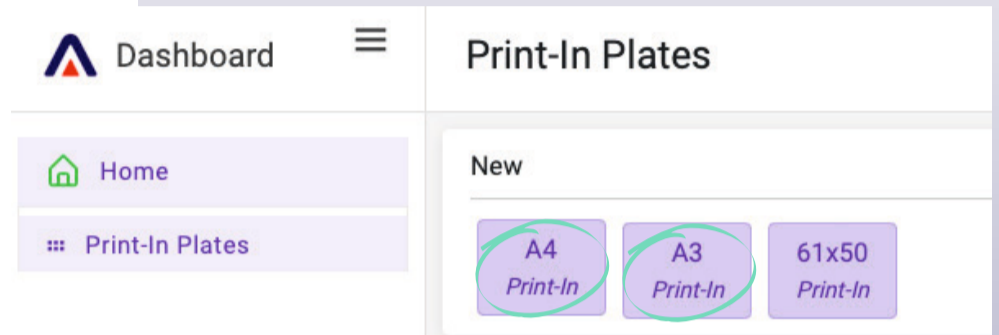 Dashboard
Print-In Plates
Home
Print-In Plates
New
A4
Print-In
A3
Print-In
61x50
Print-In